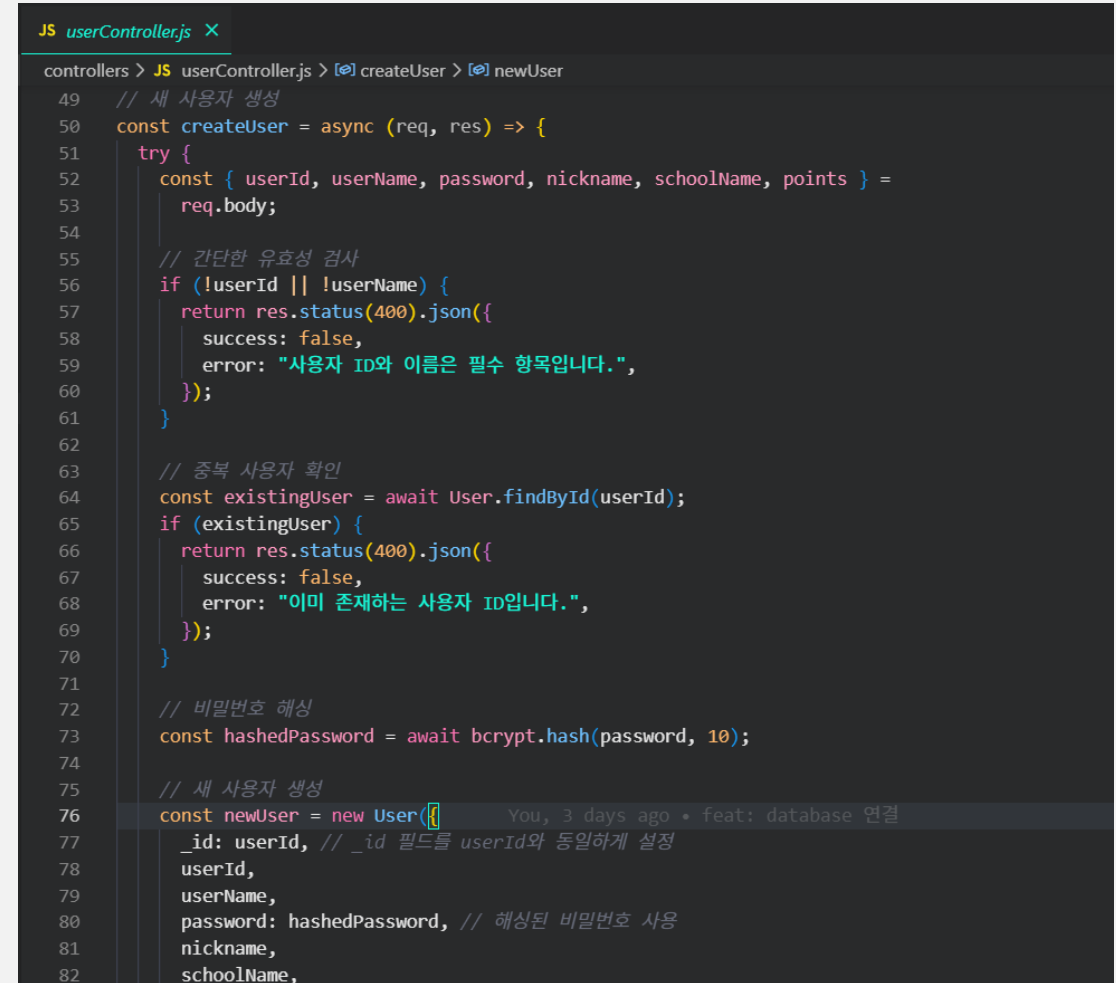 JS userController.js ×
controllers > JS userController.js > createUser > newUser
49 // 새 사용자 생성
50 const createUser = async (req, res) => {
51 try {
52 const { userId, userName, password, nickname, schoolName, points } =
53 req.body;
54
55 // 간단한 유효성 검사
56 if (!userId || !userName) {
57 return res.status(400).json({
58 success: false,
59 error: "사용자 ID와 이름은 필수 항목입니다.",
60 });
61 }
62
63 // 중복 사용자 확인
64 const existingUser = await User.findById(userId);
65 if (existingUser) {
66 return res.status(400).json({
67 success: false,
68 error: "이미 존재하는 사용자 ID입니다.",
69 });
70 }
71
72 // 비밀번호 해싱
73 const hashedPassword = await bcrypt.hash(password, 10);
74
75 // 새 사용자 생성
76 const newUser = new User({ You, 3 days ago • feat: database 연결
77 _id: userId, // _id 필드를 userId와 동일하게 설정
78 userId,
79 userName,
80 password: hashedPassword, // 해싱된 비밀번호 사용
81 nickname,
82 schoolName,